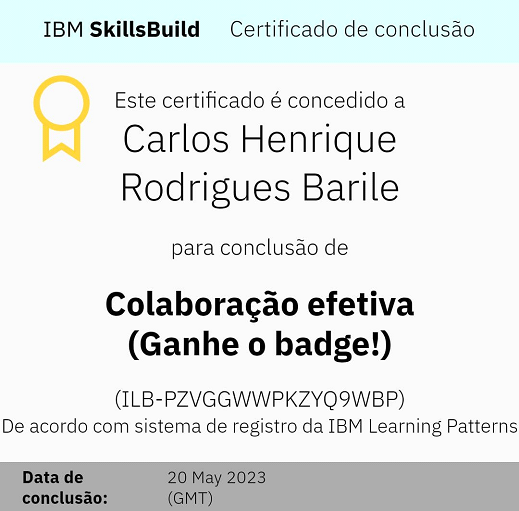 IBM SkillsBuild Certificado de conclusão
Este certificado é concedido a
Carlos Henrique
Rodrigues Barile
para conclusão de
Colaboração efetiva
(Ganhe o badge!)
(ILB-PZVGGWWPKZYQ9WBP)
De acordo com sistema de registro da IBM Learning Patterns
Data de conclusão: 20 May 2023 (GMT)